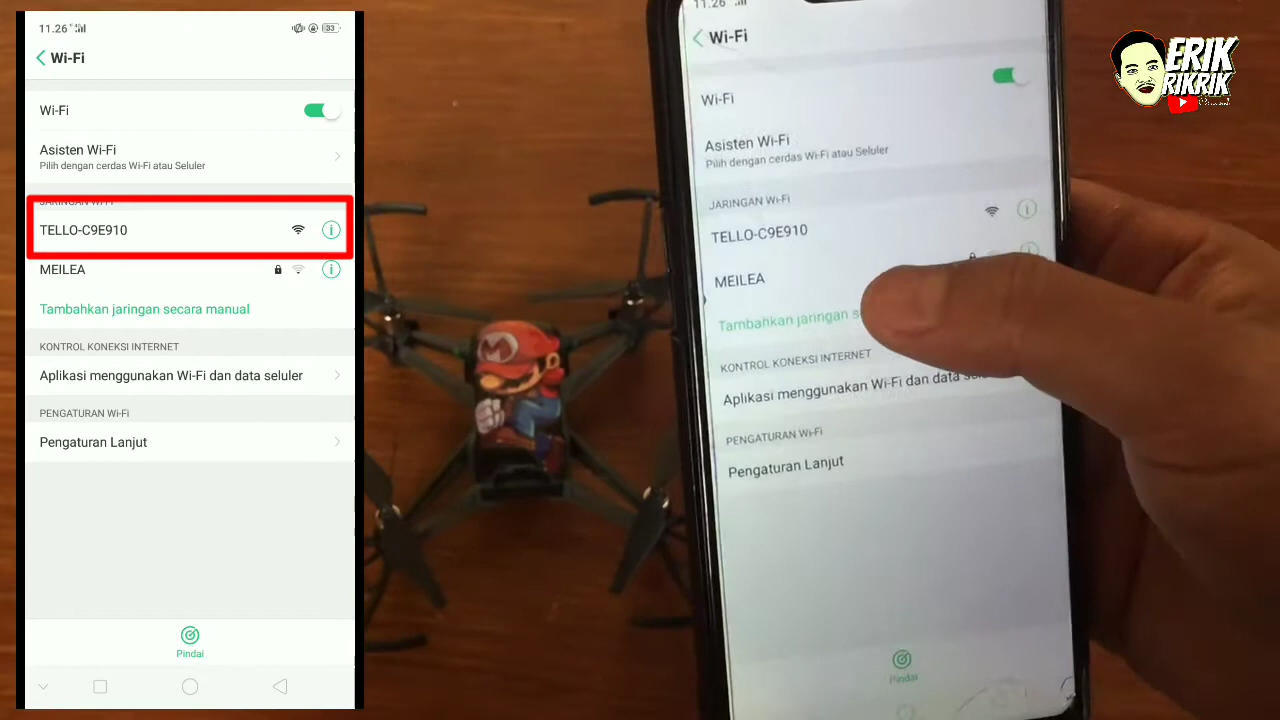 11.26
33
Wi-Fi
Wi-Fi
Asisten Wi-Fi
Pilih dengan cerdas Wi-Fi atau Seluler
JARINGAN Wi-Fi
TELLO-C9E910
MEILEA
Tambahkan jaringan secara manual
KONTROL KONEKSI INTERNET
Aplikasi menggunakan Wi-Fi dan data seluler
PENGATURAN Wi-Fi
Pengaturan Lanjut
Pindai
11.26
Wi-Fi
Wi-Fi
Asisten Wi-Fi
Pilih dengan cerdas Wi-Fi atau Seluler
JARINGAN Wi-Fi
TELLO-C9E910
MEILEA
Tambahkan jaringan s
KONTROL KONEKSI INTERNET
Aplikasi menggunakan Wi-Fi dan data se
PENGATURAN Wi-Fi
Pengaturan Lanjut
Pindai
M
ERIK
RIKRIK